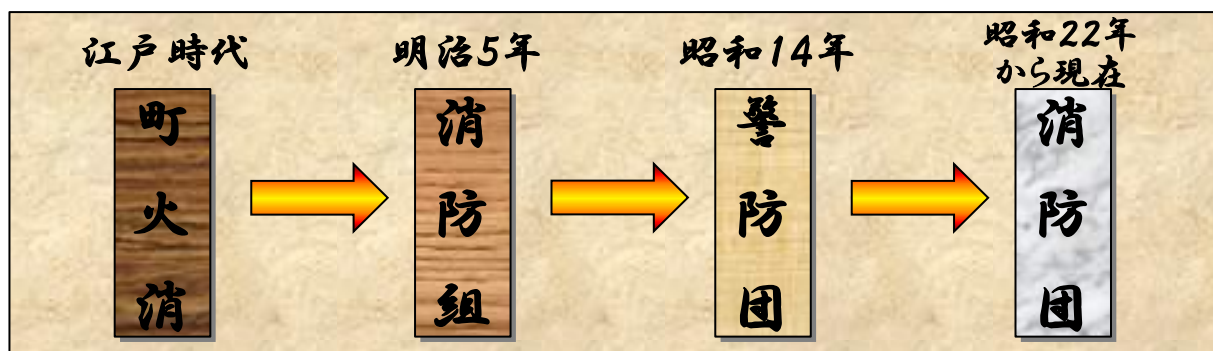 江戸時代
町火消
明治5年
消防組
昭和14年
警防団
昭和22年
から現在
消防団